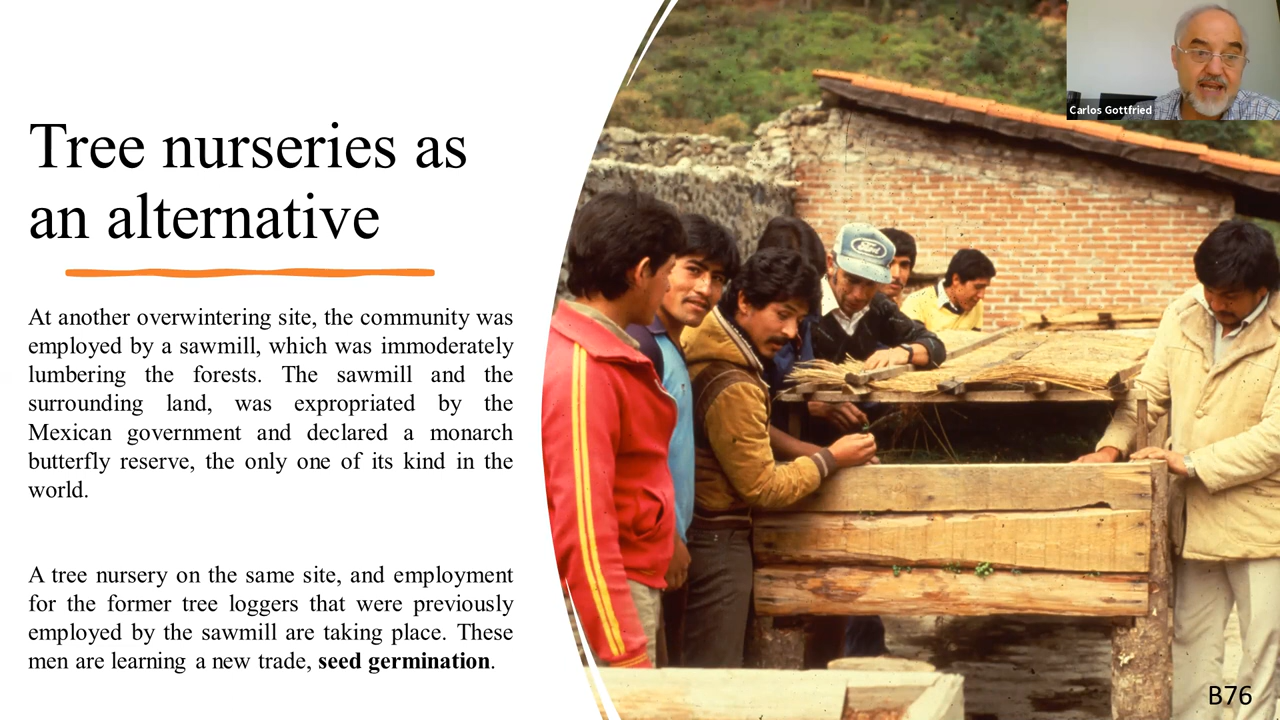 Carlos Gottfried
Tree nurseries as
an alternative
Ford
At another overwintering site, the community was
employed by a sawmill, which was immoderately
lumbering the forests. The sawmill and the
surrounding land, was expropriated by the
Mexican government and declared a monarch
butterfly reserve, the only one of its kind in the
world.
A tree nursery on the same site, and employment
for the former tree loggers that were previously
employed by the sawmill are taking place. These
men are learning a new trade, seed germination.
B76